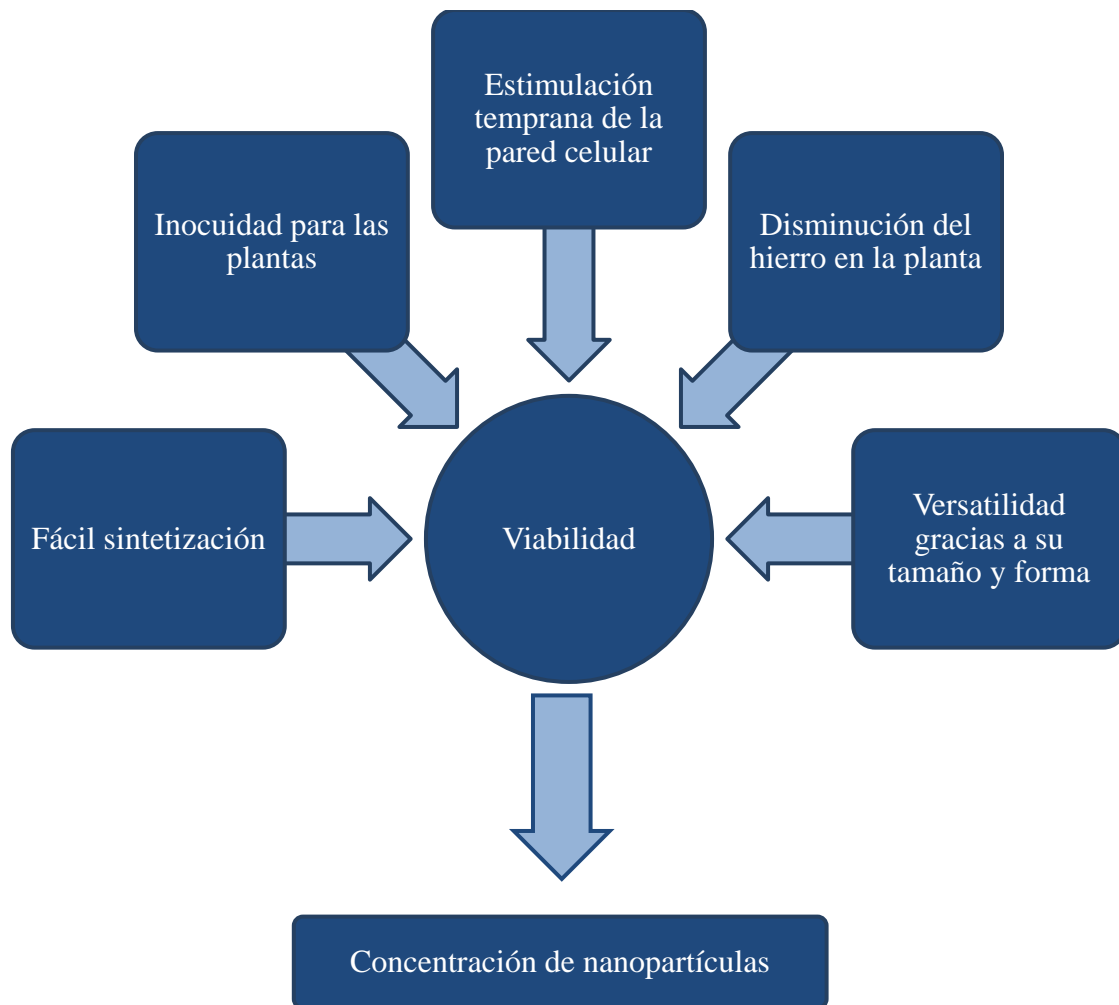 Estimulación
temprana de la
pared celular
Inocuidad para las
plantas
Disminución del
hierro en la planta
Fácil sintetización
Viabilidad
Versatilidad
gracias a su
tamaño y forma
Concentración de nanopartículas